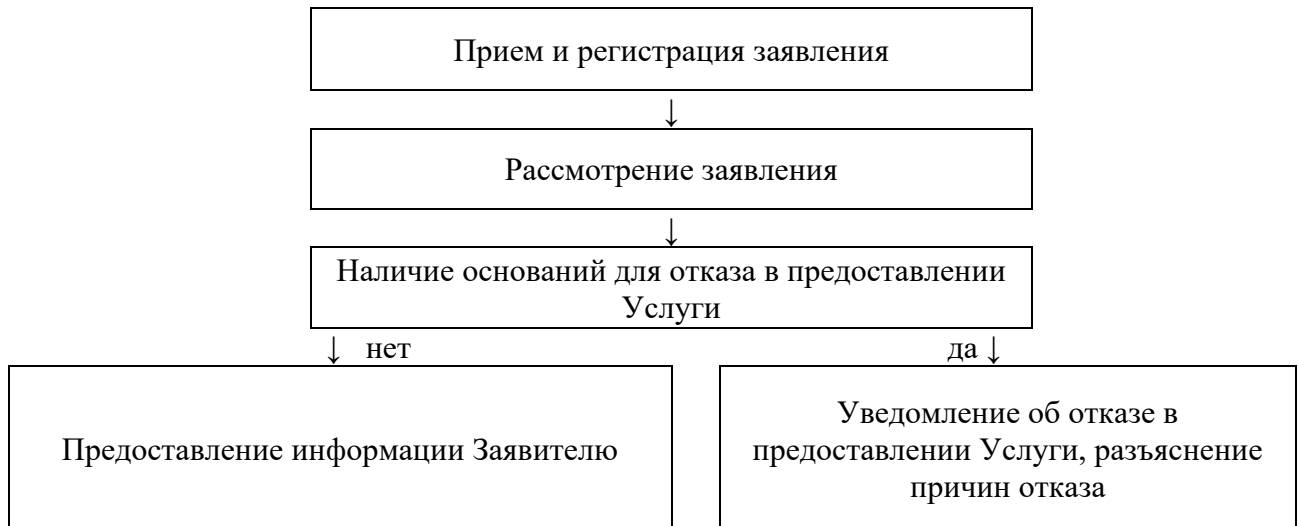 Прием и регистрация заявления
↓
Рассмотрение заявления
↓
Наличие оснований для отказа в предоставлении
Услуги
↓ нет
да ↓
Предоставление информации Заявителю
Уведомление об отказе в
предоставлении Услуги, разъяснение
причин отказа